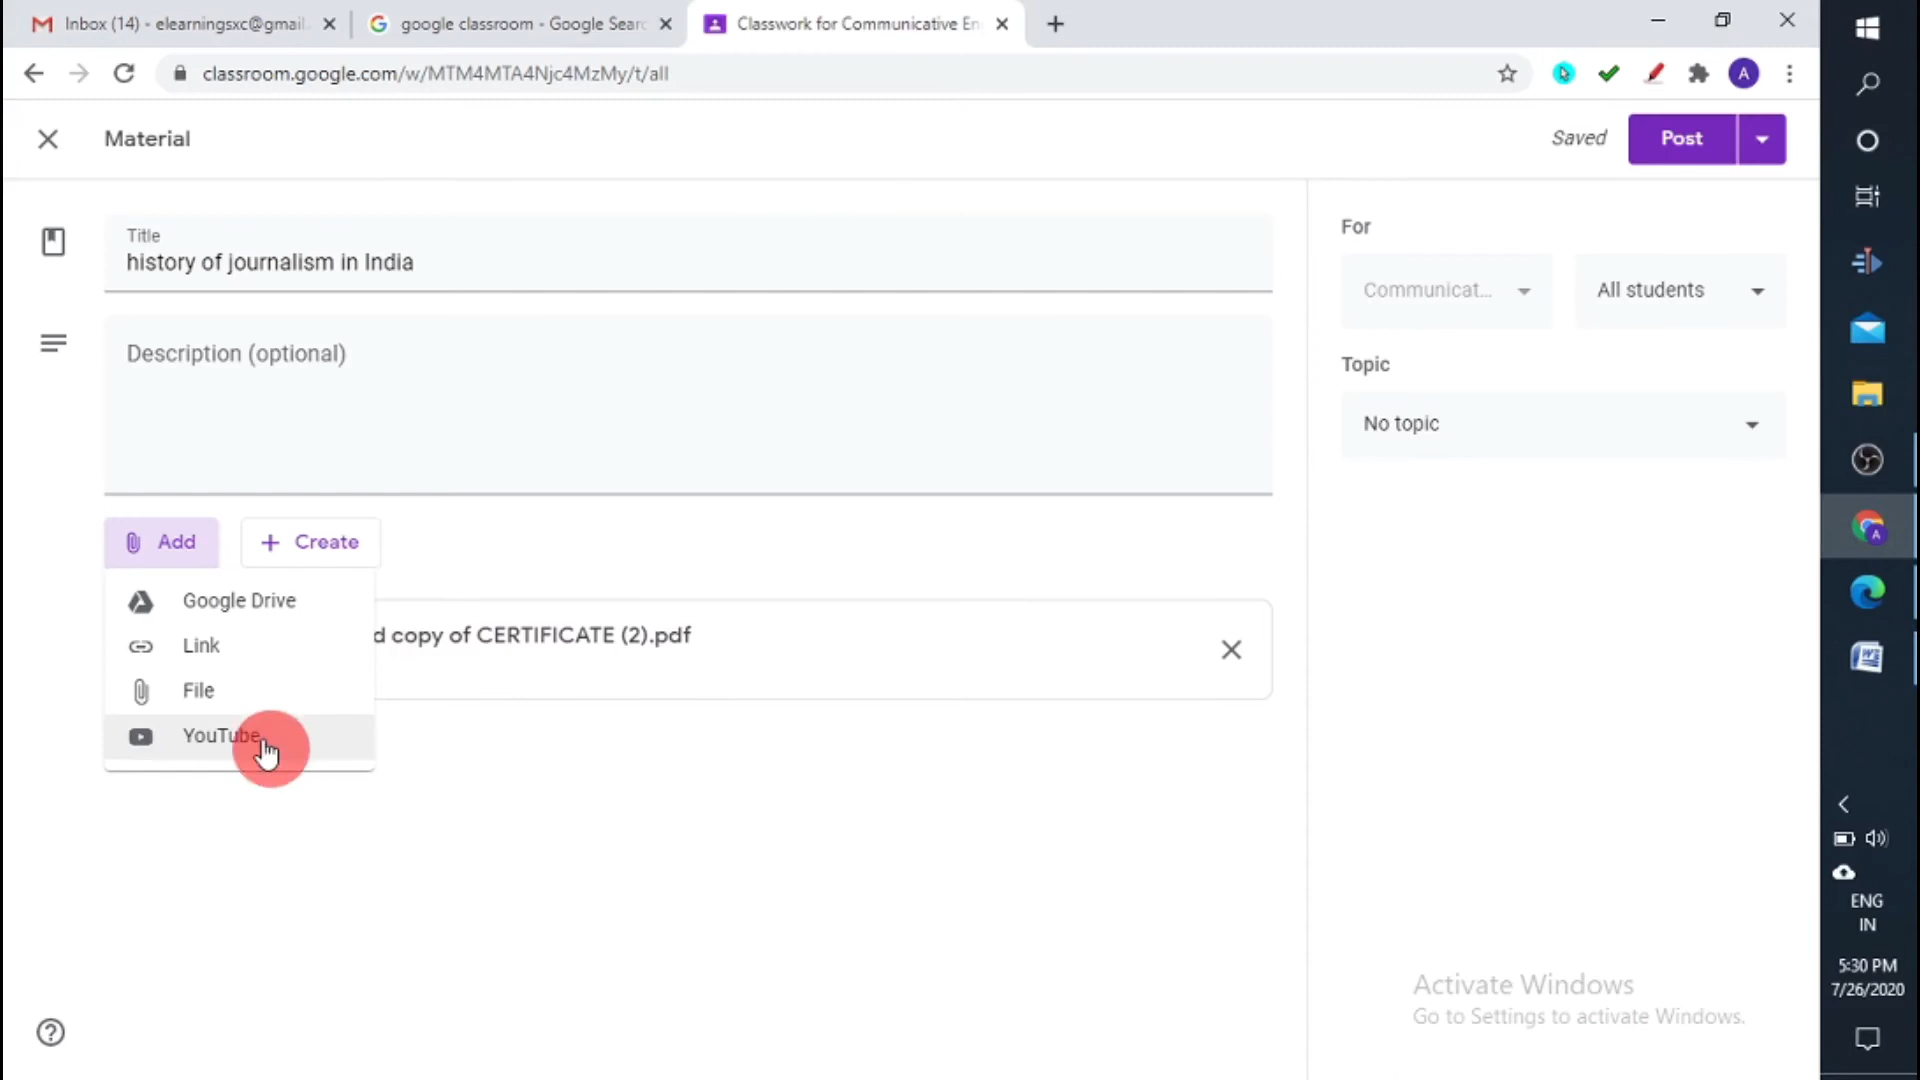 Inbox (14) - elearningsxc@gmail.
google classroom - Google Searc
Classwork for Communicative En
classroom.google.com/w/MTM4MTA4Njc4MzMy/t/all
A
Material
Saved
Post
Title
history of journalism in India
Description (optional)
Add
Create
Google Drive
Link
File
YouTube
d copy of CERTIFICATE (2).pdf
For
Communicat...
All students
Topic
No topic
Activate Windows
Go to Settings to activate Windows.
A
ENG
IN
5:30 PM
7/26/2020